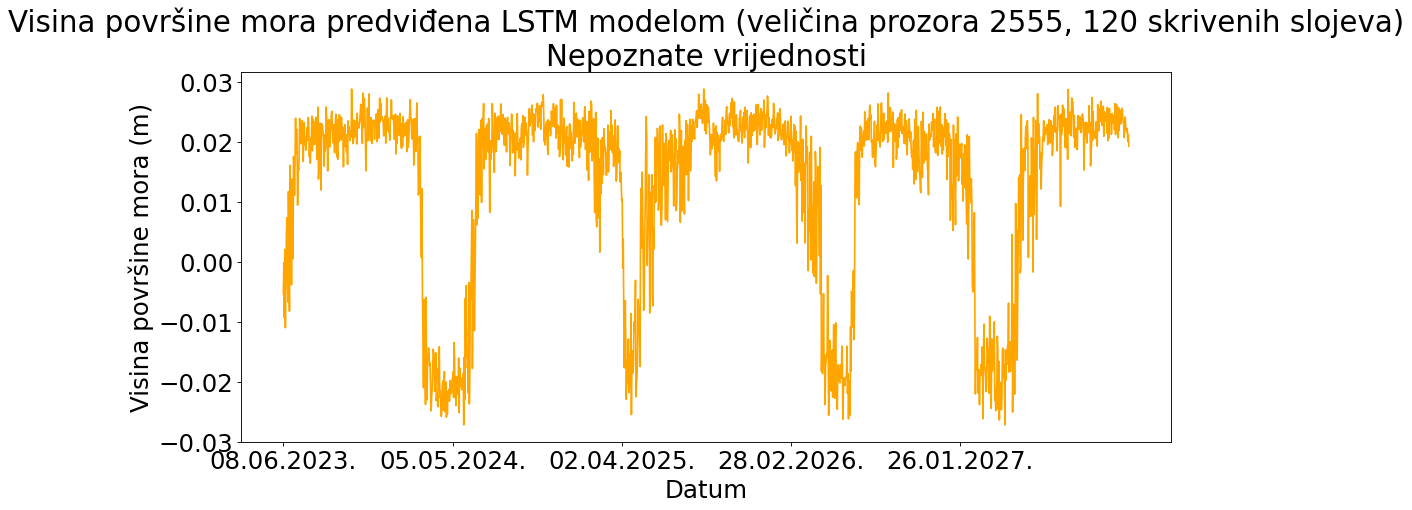 Visina površine mora predviđena LSTM modelom (veličina prozora 2555, 120 skrivenih slojeva)
Nepoznate vrijednosti
Visina površine mora (m)
0.03
0.02
0.01
0.00
−0.01
−0.02
−0.03
08.06.2023. 05.05.2024. 02.04.2025. 28.02.2026. 26.01.2027.
Datum